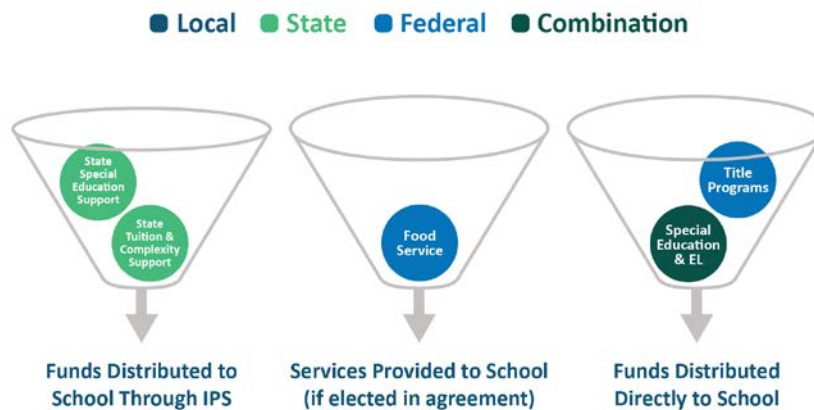 Local State Federal Combination
State
Special
Education
Support
State
Tuition &
Complexity
Support
Food
Service
Title
Programs
Special
Education
& EL
Funds Distributed to
School Through IPS
Services Provided to School
(if elected in agreement)
Funds Distributed
Directly to School